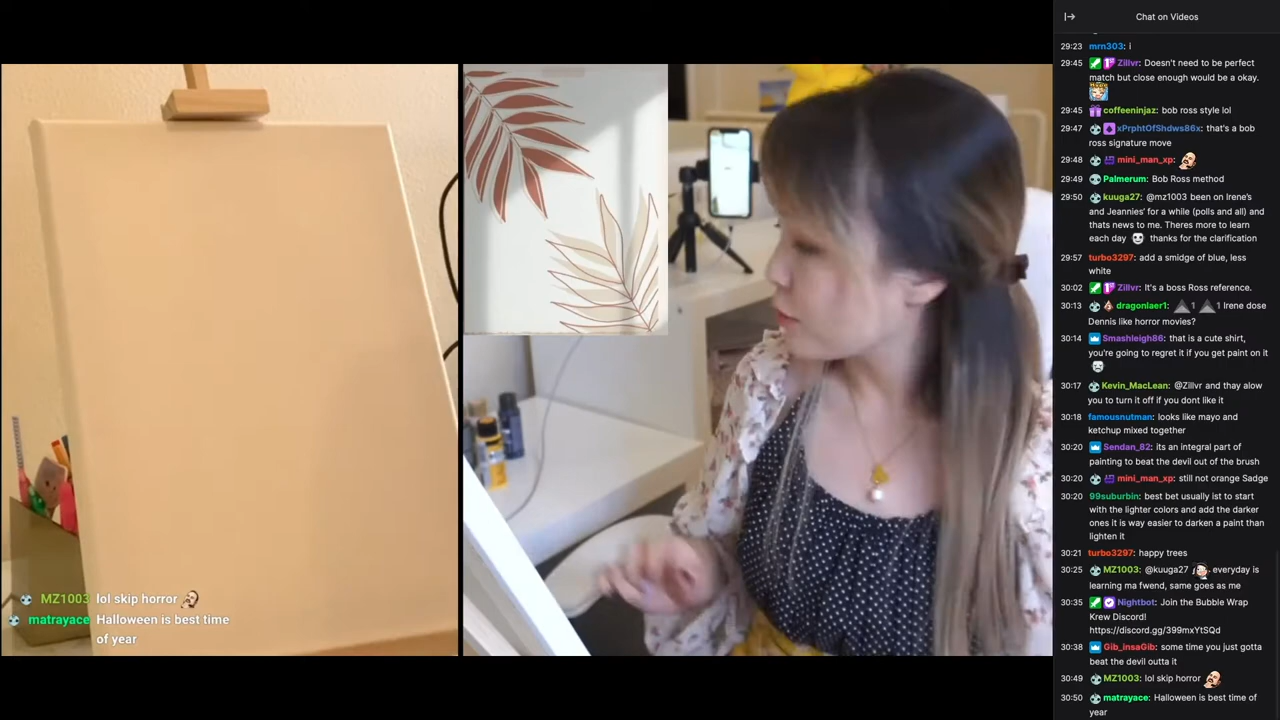 MZ1003 lol skip horror
matrayace Halloween is best time
of year
Chat on Videos
29:23 mrn303: i
29:45 Zillvr: Doesn't need to be perfect
match but close enough would be a okay.
29:45 coffeeninjaz: bob ross style lol
29:47 xPrphtOfShdws86x: that's a bob
ross signature move
29:48 mini_man_xp:
29:49 Palmerum: Bob Ross method
29:50 kuuga27: @mz1003 been on Irene's
and Jeannies' for a while (polls and all) and
thats news to me. Theres more to learn
each day thanks for the clarification
29:57 turbo3297: add a smidge of blue, less
white
30:02 Zillvr: It's a boss Ross reference.
30:13 dragonlaer1: 1 1 Irene dose
Dennis like horror movies?
30:14 Smashleigh86: that is a cute shirt,
you're going to regret it if you get paint on it
30:17 Kevin_MacLean: @Zillvr and thay alow
you to turn it off if you dont like it
30:18 famousnutman: looks like mayo and
ketchup mixed together
30:20 Sendan_82: its an integral part of
painting to beat the devil out of the brush
30:20 mini_man_xp: still not orange Sadge
30:20 99suburbin: best bet usually ist to start
with the lighter colors and add the darker
ones it is way easier to darken a paint than
lighten it
30:21 turbo3297: happy trees
30:25 MZ1003: @kuuga27 everyday is
learning ma fwend, same goes as me
30:35 Nightbot: Join the Bubble Wrap
Krew Discord!
https://discord.gg/399mxYtSQd
30:38 Gib_insaGib: some time you just gotta
beat the devil outta it
30:49 MZ1003: lol skip horror
30:50 matrayace: Halloween is best time of
year